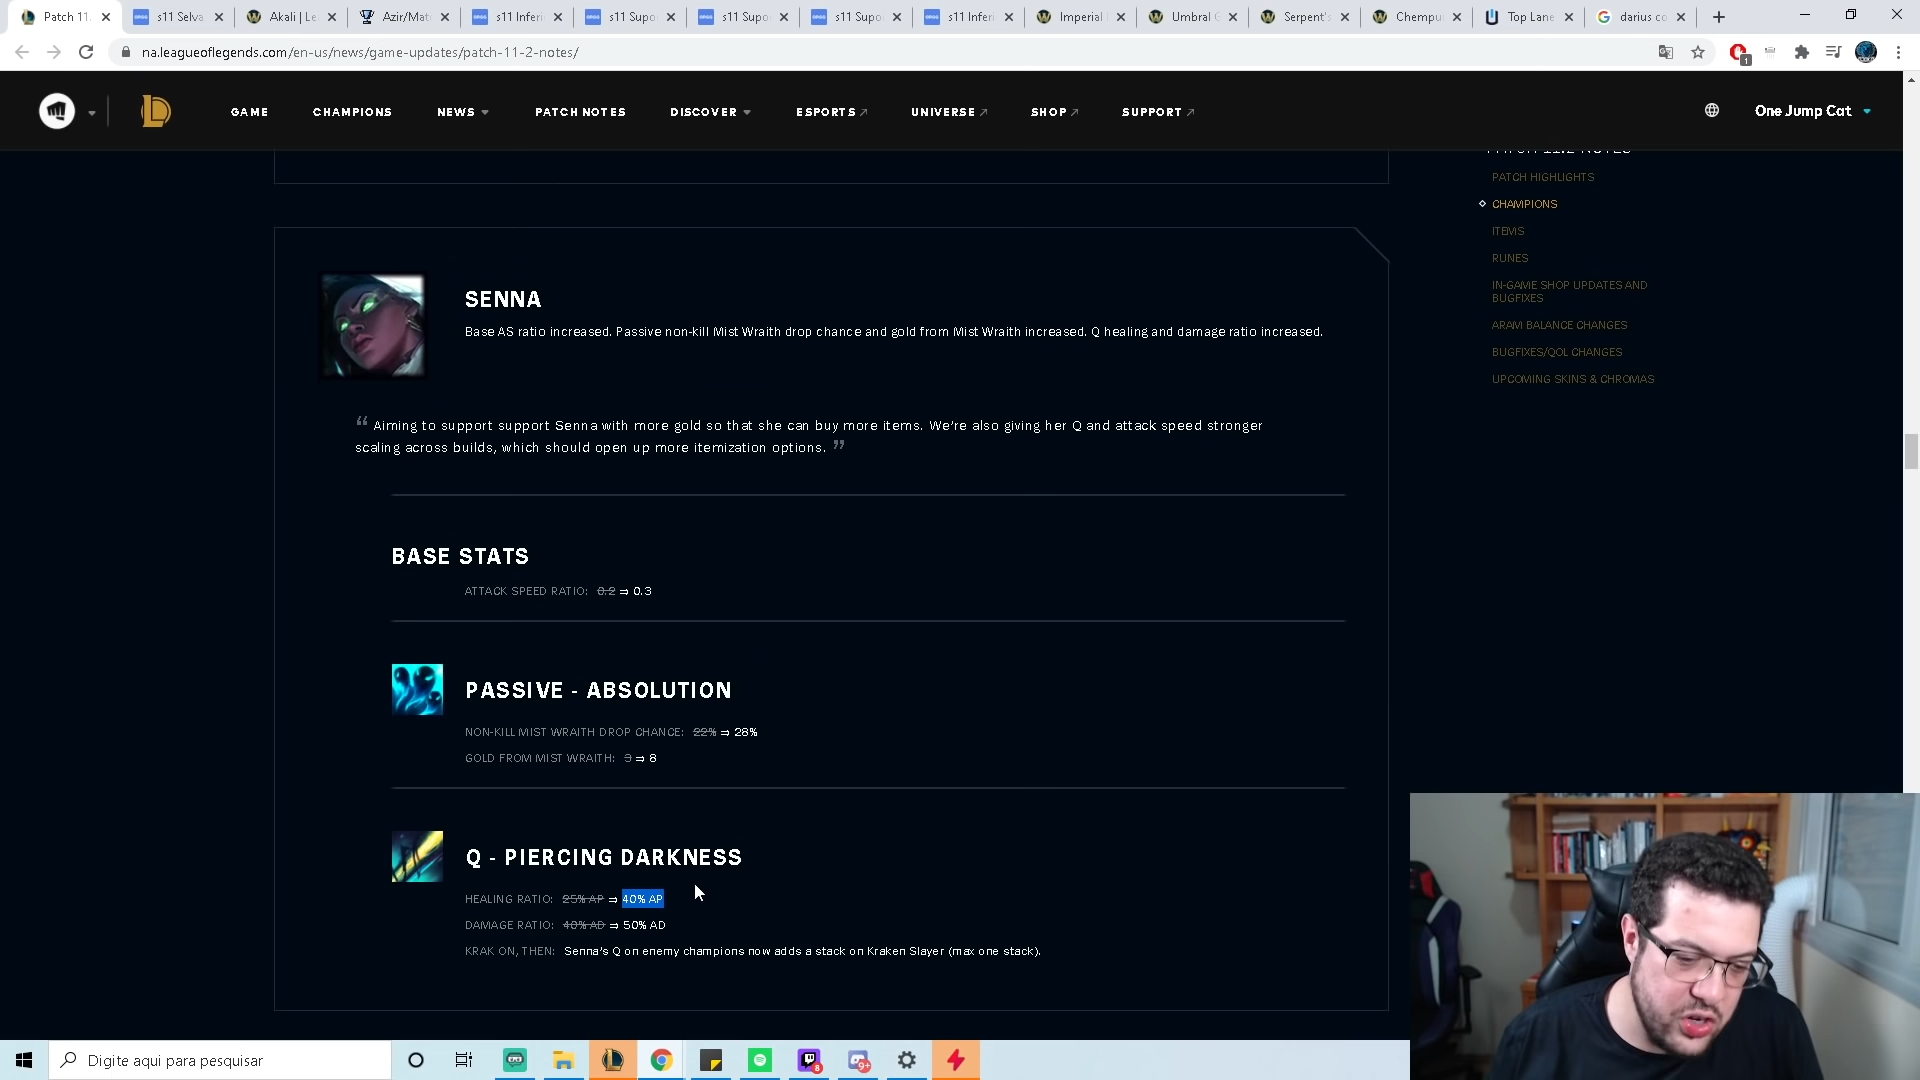 Patch 11.
s11 Selva
Akali | Le
Azir/Mat
s11 Inferi
s11 Supo
s11 Supo
s11 Supo
s11 Inferi
Imperial
Umbral G
Serpent's
Chempu
Top Lane
darius co
na.leagueoflegends.com/en-us/news/game-updates/patch-11-2-notes/
1
GAME
CHAMPIONS
NEWS
PATCH NOTES
DISCOVER
ESPORTS
UNIVERSE
SHOP
SUPPORT
One Jump Cat
PATCH 11.2 NOTES
PATCH HIGHLIGHTS
CHAMPIONS
ITEMS
RUNES
IN-GAME SHOP UPDATES AND
BUGFIXES
ARAM BALANCE CHANGES
BUGFIXES/QOL CHANGES
UPCOMING SKINS & CHROMAS
SENNA
Base AS ratio increased. Passive non-kill Mist Wraith drop chance and gold from Mist Wraith increased. Q healing and damage ratio increased.
“ Aiming to support support Senna with more gold so that she can buy more items. We're also giving her Q and attack speed stronger
scaling across builds, which should open up more itemization options. ”
BASE STATS
ATTACK SPEED RATIO: 0.2 ⇒ 0.3
PASSIVE - ABSOLUTION
NON-KILL MIST WRAITH DROP CHANCE: 22% ⇒ 28%
GOLD FROM MIST WRAITH: 3 ⇒ 8
Q - PIERCING DARKNESS
HEALING RATIO: 25% AP ⇒ 40% AP
DAMAGE RATIO: 40% AD ⇒ 50% AD
KRAK ON, THEN: Senna's Q on enemy champions now adds a stack on Kraken Slayer (max one stack).
Digite aqui para pesquisar
8
9+